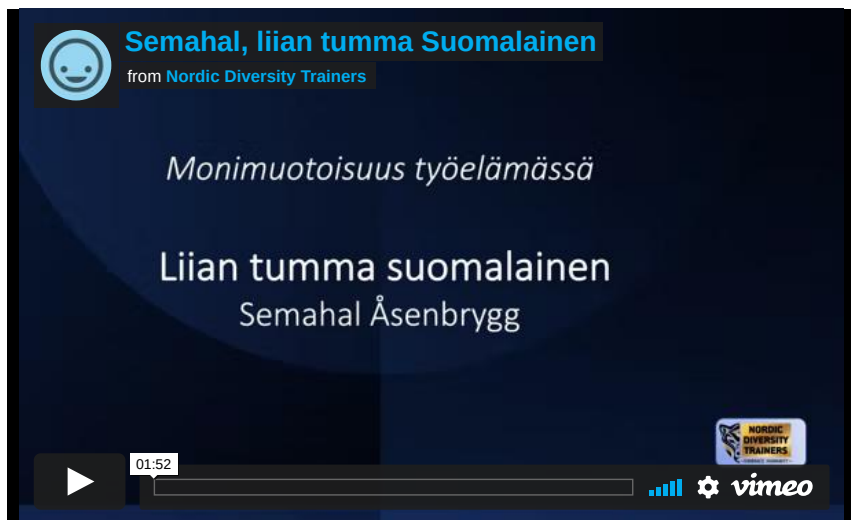 Semahal, liian tumma Suomalainen
from Nordic Diversity Trainers
Monimuotoisuus työelämässä
Liian tumma suomalainen
Semahal Åsenbrygg
NORDIC
DIVERSITY
TRAINERS
01:52
vimeo